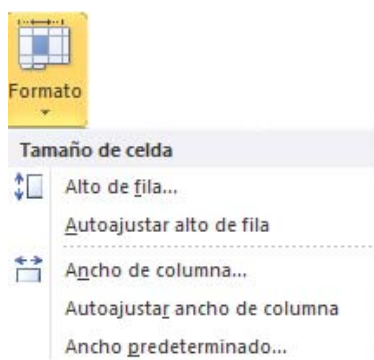 Formato
Tamaño de celda
Alto de fila...
Autoajustar alto de fila
Ancho de columna...
Autoajustar ancho de columna
Ancho predeterminado...